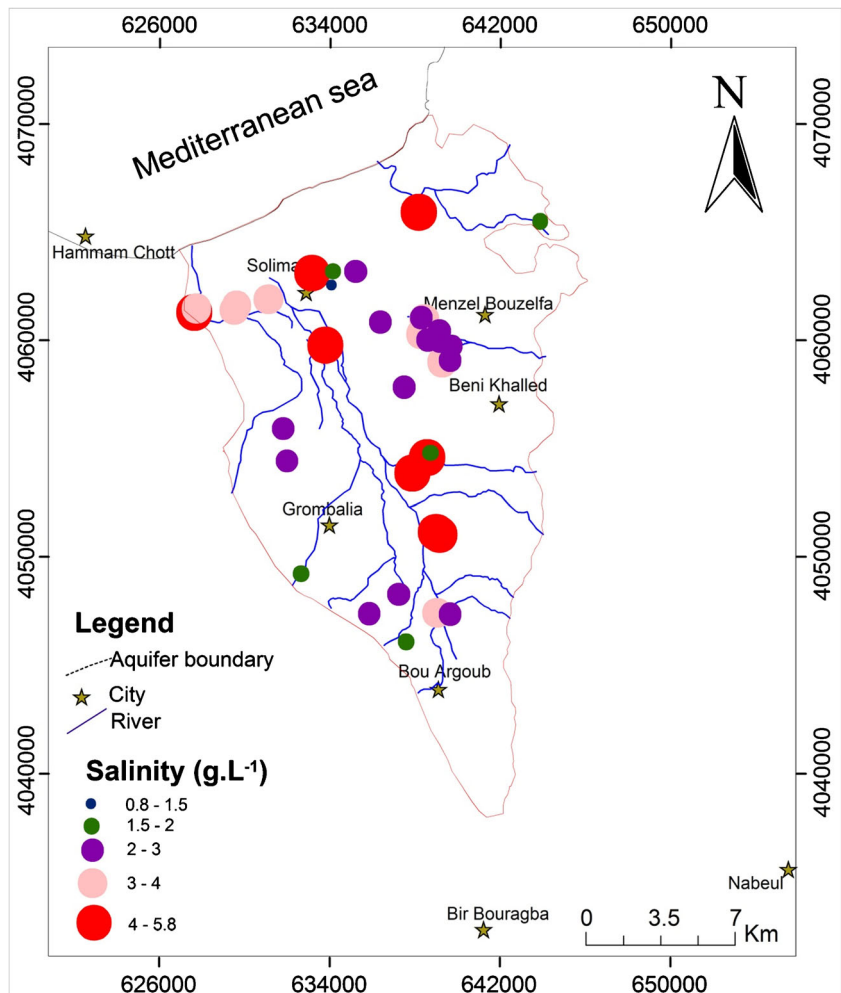 626000 634000 642000 650000
4070000
4070000
Mediterranean sea
N
Hammam Chott
Solima
Menzel Bouzelfa
4060000
4060000
Beni Khalled
Grombalia
4050000
4050000
Legend
Aquifer boundary
City
River
Bou Argoub
Salinity (g.L-1)
0.8 - 1.5
1.5 - 2
2 - 3
3 - 4
4 - 5.8
4040000
4040000
Nabeul
Bir Bouragba
0 3.5 7
Km
626000 634000 642000 650000